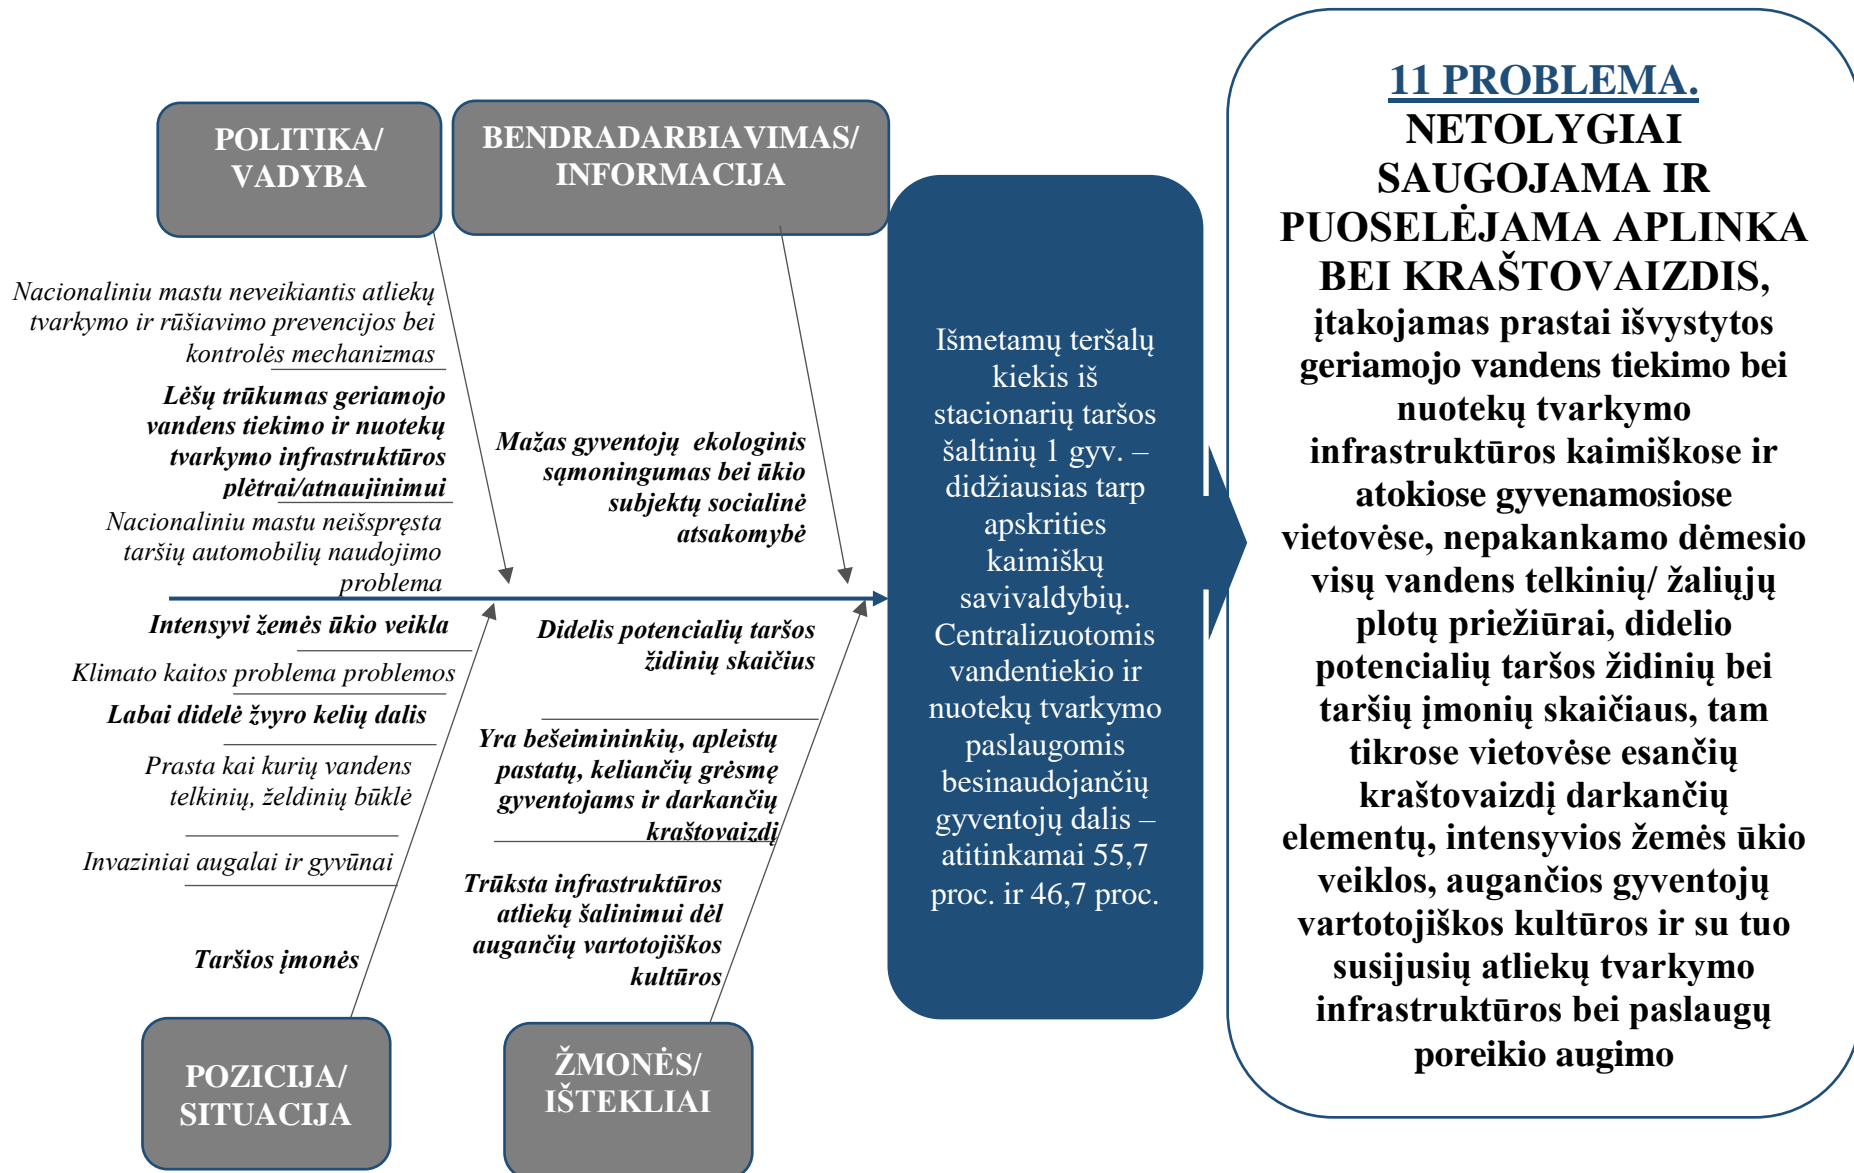 POLITIKA/
VADYBA
BENDRADARBIAVIMAS/
INFORMACIJA
Nacionaliniu mastu neveikiantis atliekų
tvarkymo ir rūšiavimo prevencijos bei
kontrolės mechanizmas
Lėšų trūkumas geriamojo
vandens tiekimo ir nuotekų
tvarkymo infrastruktūros
plėtrai/atnaujinimui
Nacionaliniu mastu neišspręsta
taršių automobilių naudojimo
problema
Mažas gyventojų ekologinis
sąmoningumas bei ūkio
subjektų socialinė
atsakomybė
Intensyvi žemės ūkio veikla
Klimato kaitos problema problemos
Labai didelė žvyro kelių dalis
Prasta kai kurių vandens
telkinių, želdinių būklė
Invaziniai augalai ir gyvūnai
Taršios įmonės
Didelis potencialių taršos
židinių skaičius
Yra bešeimininkių, apleistų
pastatų, keliančių grėsmę
gyventojams ir darkančių
kraštovaizdį
Trūksta infrastruktūros
atliekų šalinimui dėl
augančių vartotojiškos
kultūros
POZICIJA/
SITUACIJA
ŽMONĖS/
IŠTEKLIAI
Išmetamų teršalų
kiekis iš
stacionarių taršos
šaltinių 1 gyv. –
didžiausias tarp
apskrities
kaimiškų
savivaldybių.
Centralizuotomis
vandentiekio ir
nuotekų tvarkymo
paslaugomis
besinaudojančių
gyventojų dalis –
atitinkamai 55,7
proc. ir 46,7 proc.
11 PROBLEMA.
NETOLYGIAI
SAUGOJAMA IR
PUOSELĖJAMA APLINKA
BEI KRAŠTOVAIZDIS,
įtakojamas prastai išvystytos
geriamojo vandens tiekimo bei
nuotekų tvarkymo
infrastruktūros kaimiškose ir
atokiose gyvenamosiose
vietovėse, nepakankamo dėmesio
visų vandens telkinių/ žaliųjų
plotų priežiūrai, didelio
potencialių taršos židinių bei
taršių įmonių skaičiaus, tam
tikrose vietovėse esančių
kraštovaizdį darkančių
elementų, intensyvios žemės ūkio
veiklos, augančios gyventojų
vartotojiškos kultūros ir su tuo
susijusių atliekų tvarkymo
infrastruktūros bei paslaugų
poreikio augimo